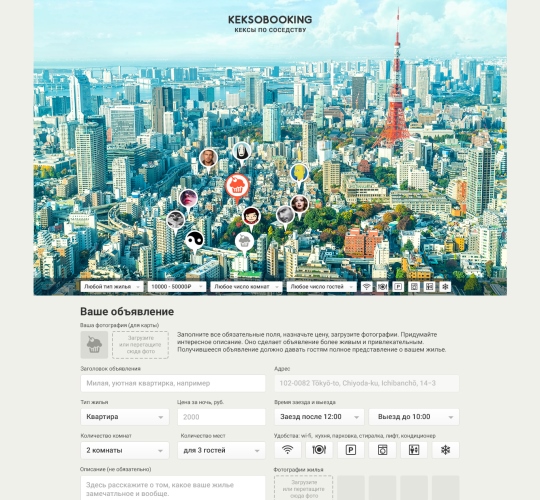 KEKSOBOOKING
КЕКСЫ ПО СОСЕДСТВУ
Любой тип жилья
10000 - 50000₽
Любое число комнат
Любое число гостей
Ваше объявление
Ваша фотография (для карты)
Загрузите
или перетащите
сюда фото
Заполните все обязательные поля, назначьте цену, загрузите фотографии. Придумайте
интересное описание. Оно сделает объявление более живым и привлекательным.
Получившееся объявление должно давать гостям полное представление о вашем жилье.
Заголовок объявления
Адрес
Милая, уютная квартирка, например
102-0082 Tōkyō-to, Chiyoda-ku, Ichibanchō, 14−3
Тип жилья
Цена за ночь, руб.
Время заезда и выезда
Квартира
2000
Заезд после 12:00
Выезд до 10:00
Количество комнат
Количество мест
Удобства: wi-fi, кухня, парковка, стиралка, лифт, кондиционер
2 комнаты
для 3 гостей
Описание (не обязательно)
Фотографии жилья
Здесь расскажите о том, какое ваше жилье
замечатлькое и вообще.
Загрузите
или перетащите